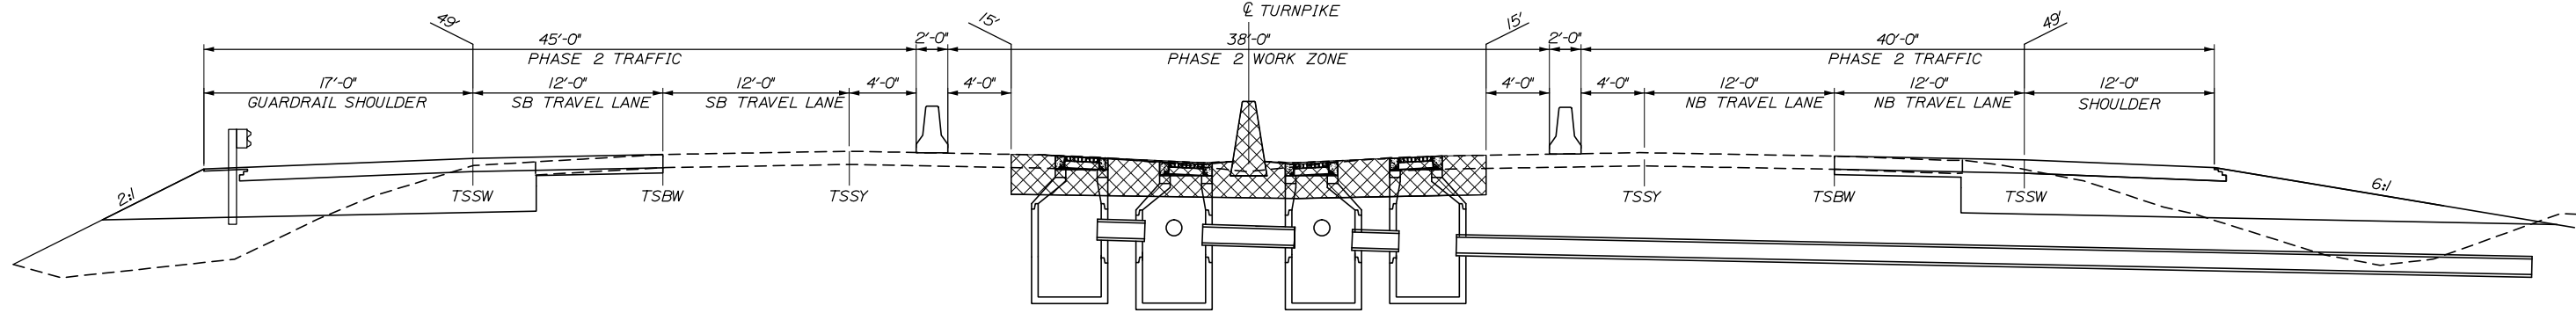 ℄ TURNPIKE
49' 15' 15' 49'
45'-0" 2'-0" 38'-0" 2'-0" 40'-0"
PHASE 2 TRAFFIC PHASE 2 WORK ZONE PHASE 2 TRAFFIC
17'-0" 12'-0" 12'-0" 4'-0" 4'-0" 4'-0" 4'-0" 12'-0" 12'-0" 12'-0"
GUARDRAIL SHOULDER SB TRAVEL LANE SB TRAVEL LANE NB TRAVEL LANE NB TRAVEL LANE SHOULDER
2:1 TSSW TSBW TSSY TSSY TSBW TSSW 6:1